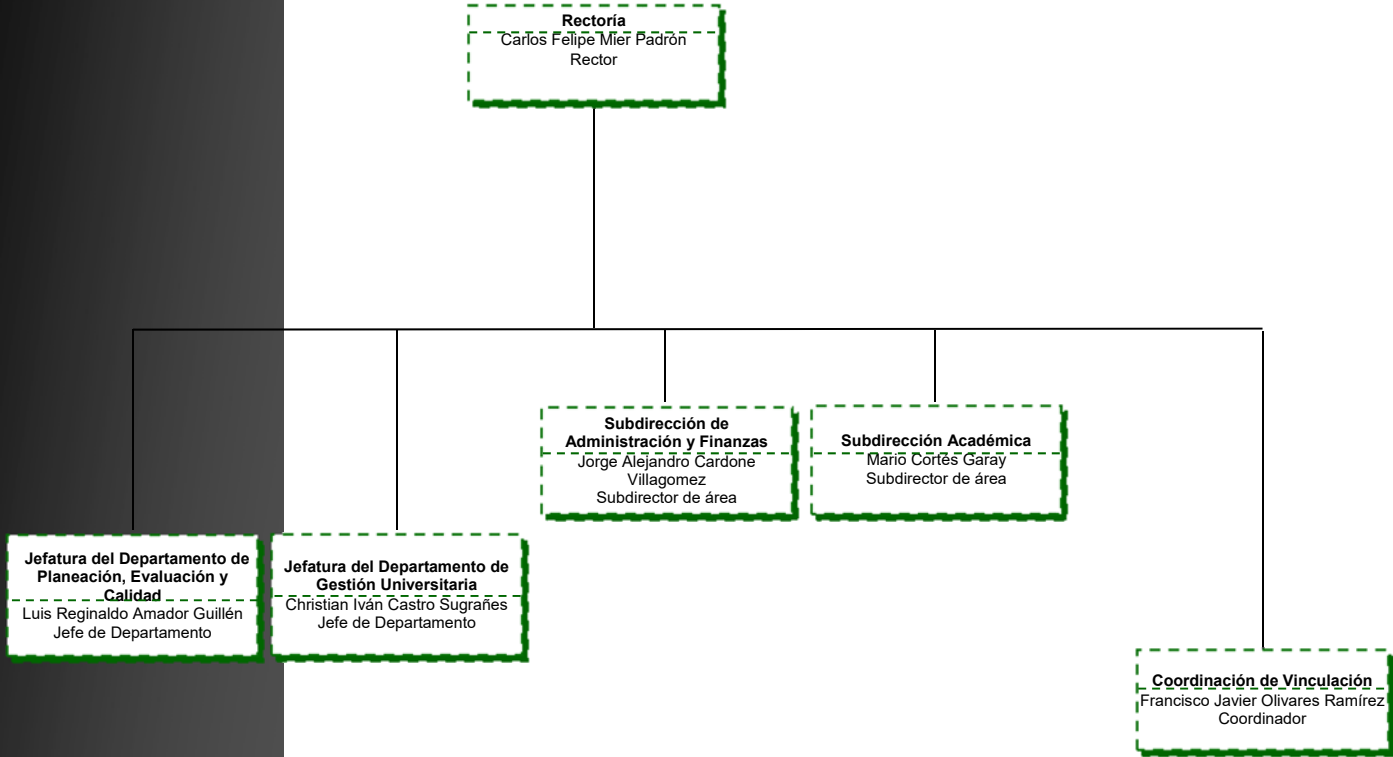 Rectoría
Carlos Felipe Mier Padrón
Rector
Subdirección de
Administración y Finanzas
Jorge Alejandro Cardone
Villagomez
Subdirector de área
Subdirección Académica
Mario Cortés Garay
Subdirector de área
Jefatura del Departamento de
Planeación, Evaluación y
Calidad
Luis Reginaldo Amador Guillén
Jefe de Departamento
Jefatura del Departamento de
Gestión Universitaria
Christian Iván Castro Sugrañes
Jefe de Departamento
Coordinación de Vinculación
Francisco Javier Olivares Ramírez
Coordinador